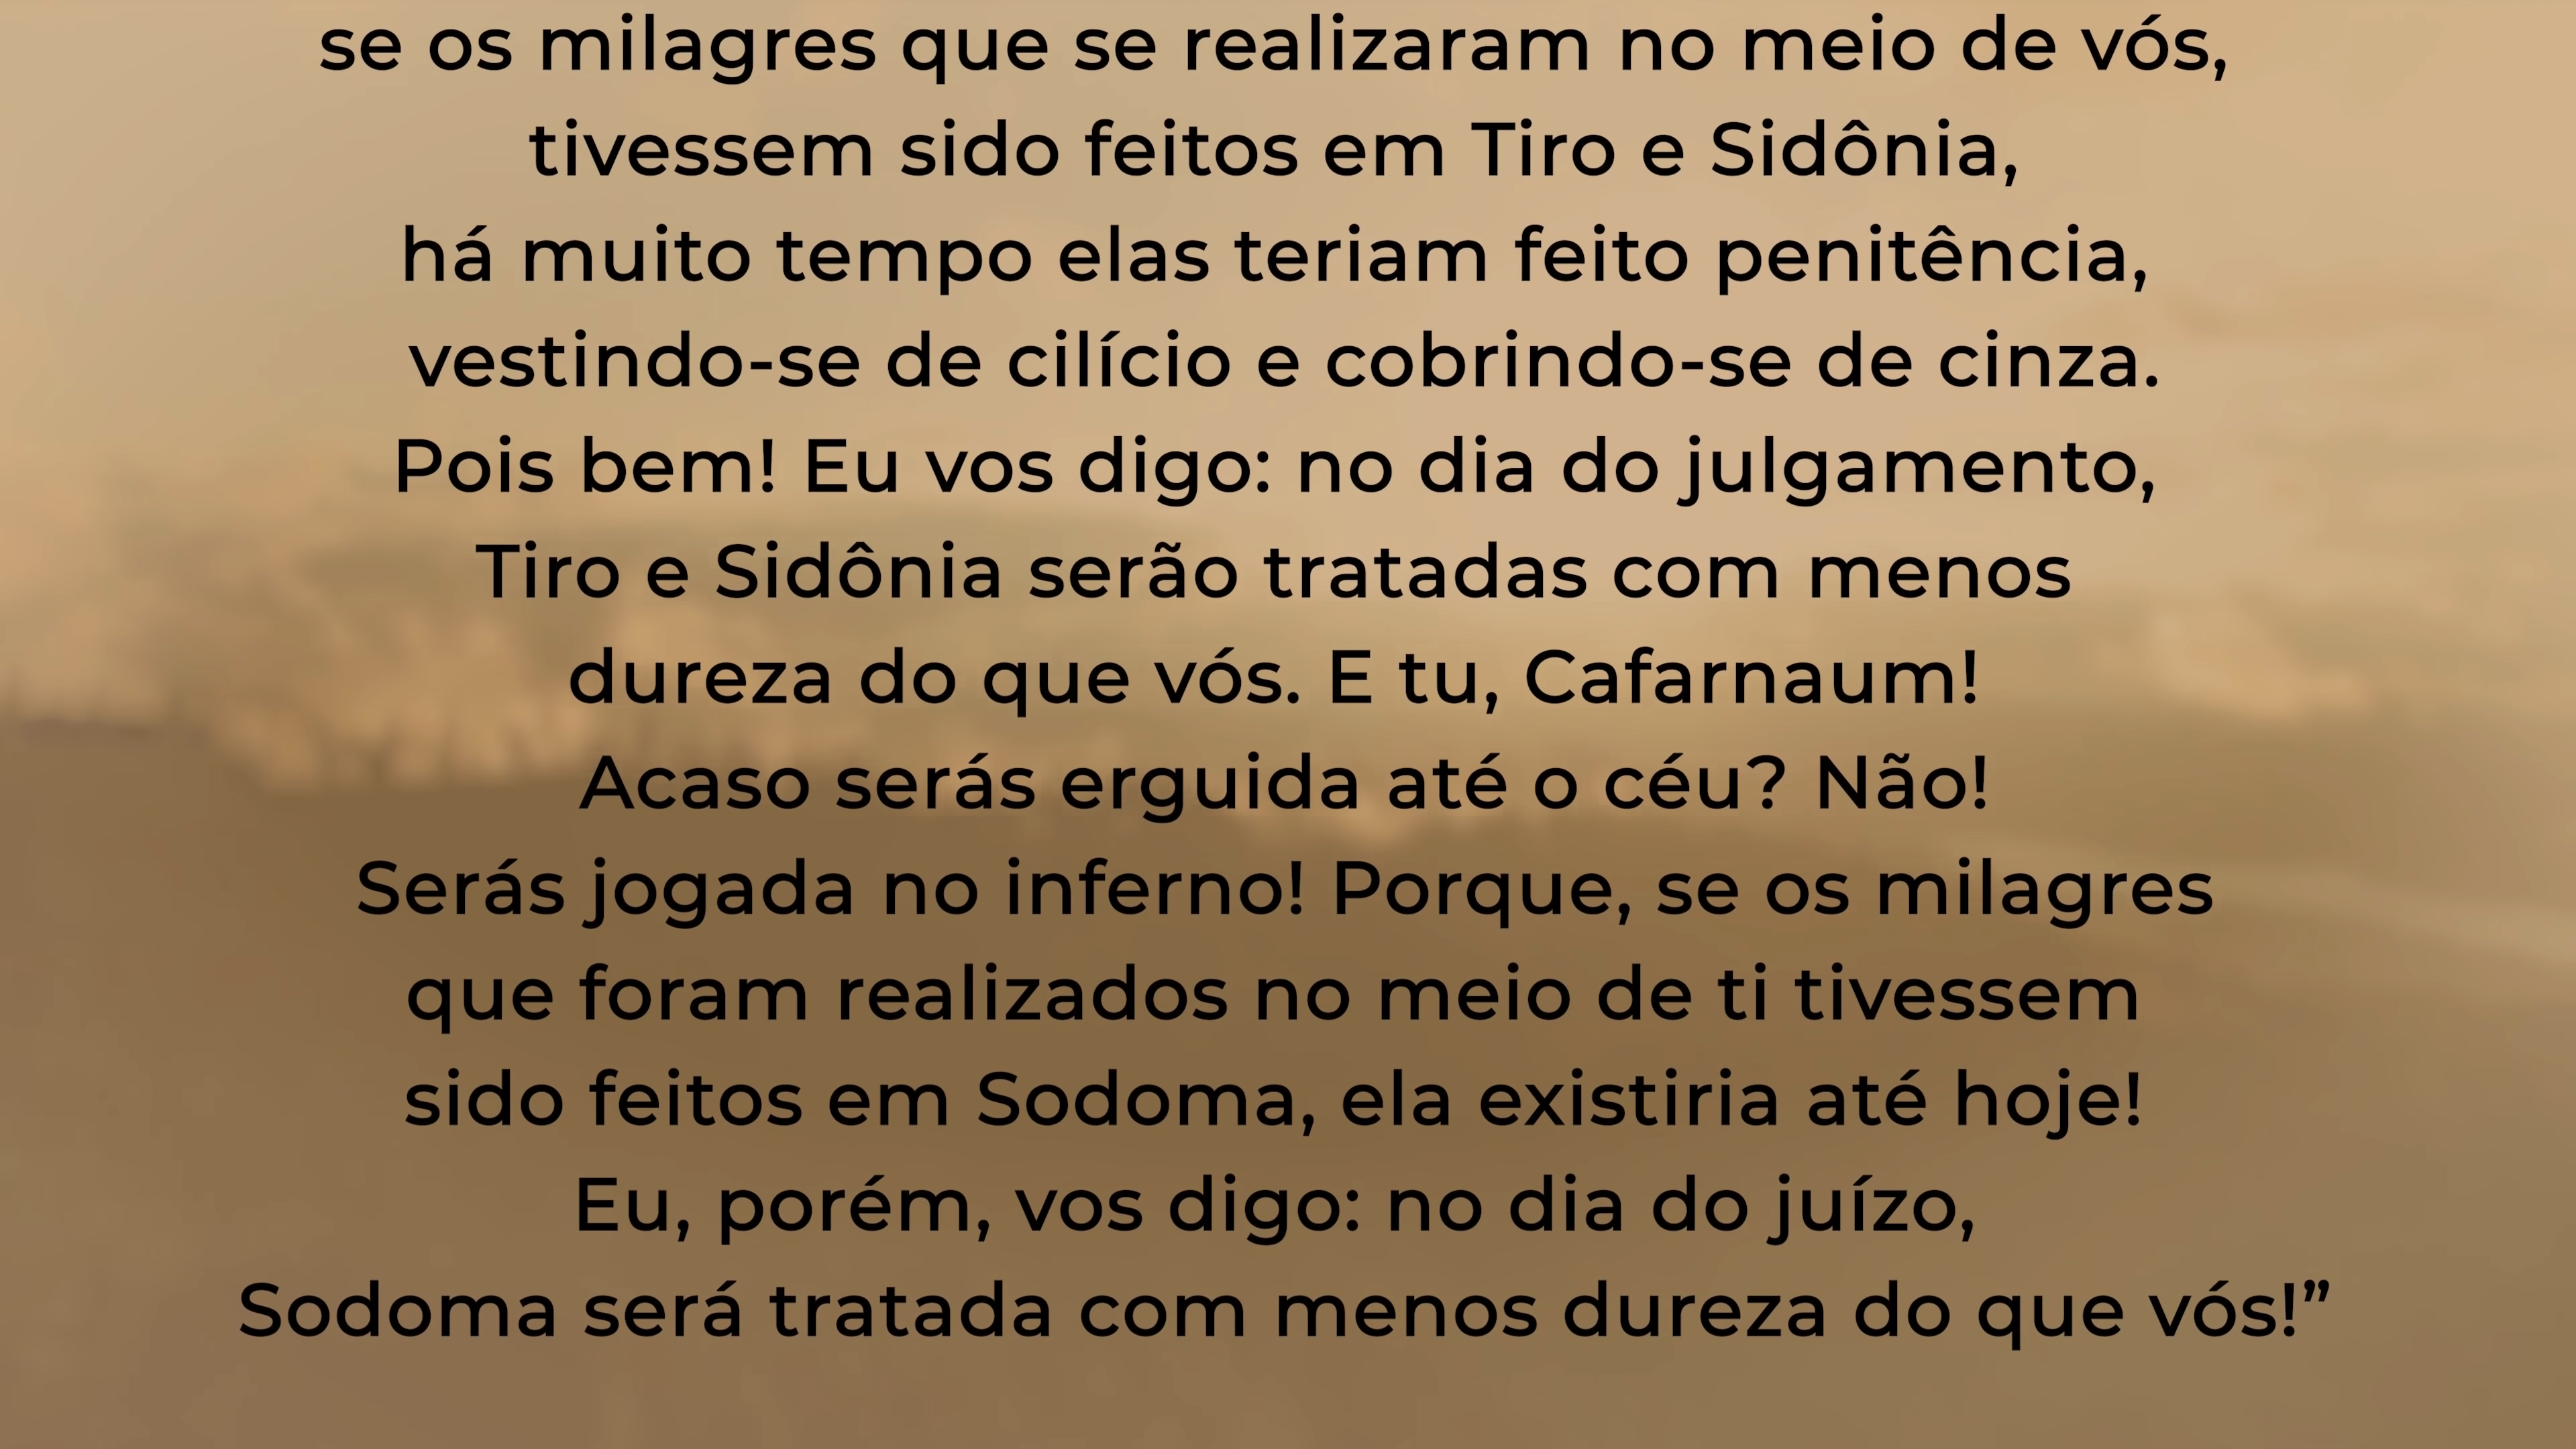 se os milagres que se realizaram no meio de vós,
tivessem sido feitos em Tiro e Sidônia,
há muito tempo elas teriam feito penitência,
vestindo-se de cilício e cobrindo-se de cinza.
Pois bem! Eu vos digo: no dia do julgamento,
Tiro e Sidônia serão tratadas com menos
dureza do que vós. E tu, Cafarnaum!
Acaso serás erguida até o céu? Não!
Serás jogada no inferno! Porque, se os milagres
que foram realizados no meio de ti tivessem
sido feitos em Sodoma, ela existiria até hoje!
Eu, porém, vos digo: no dia do juízo,
Sodoma será tratada com menos dureza do que vós!”